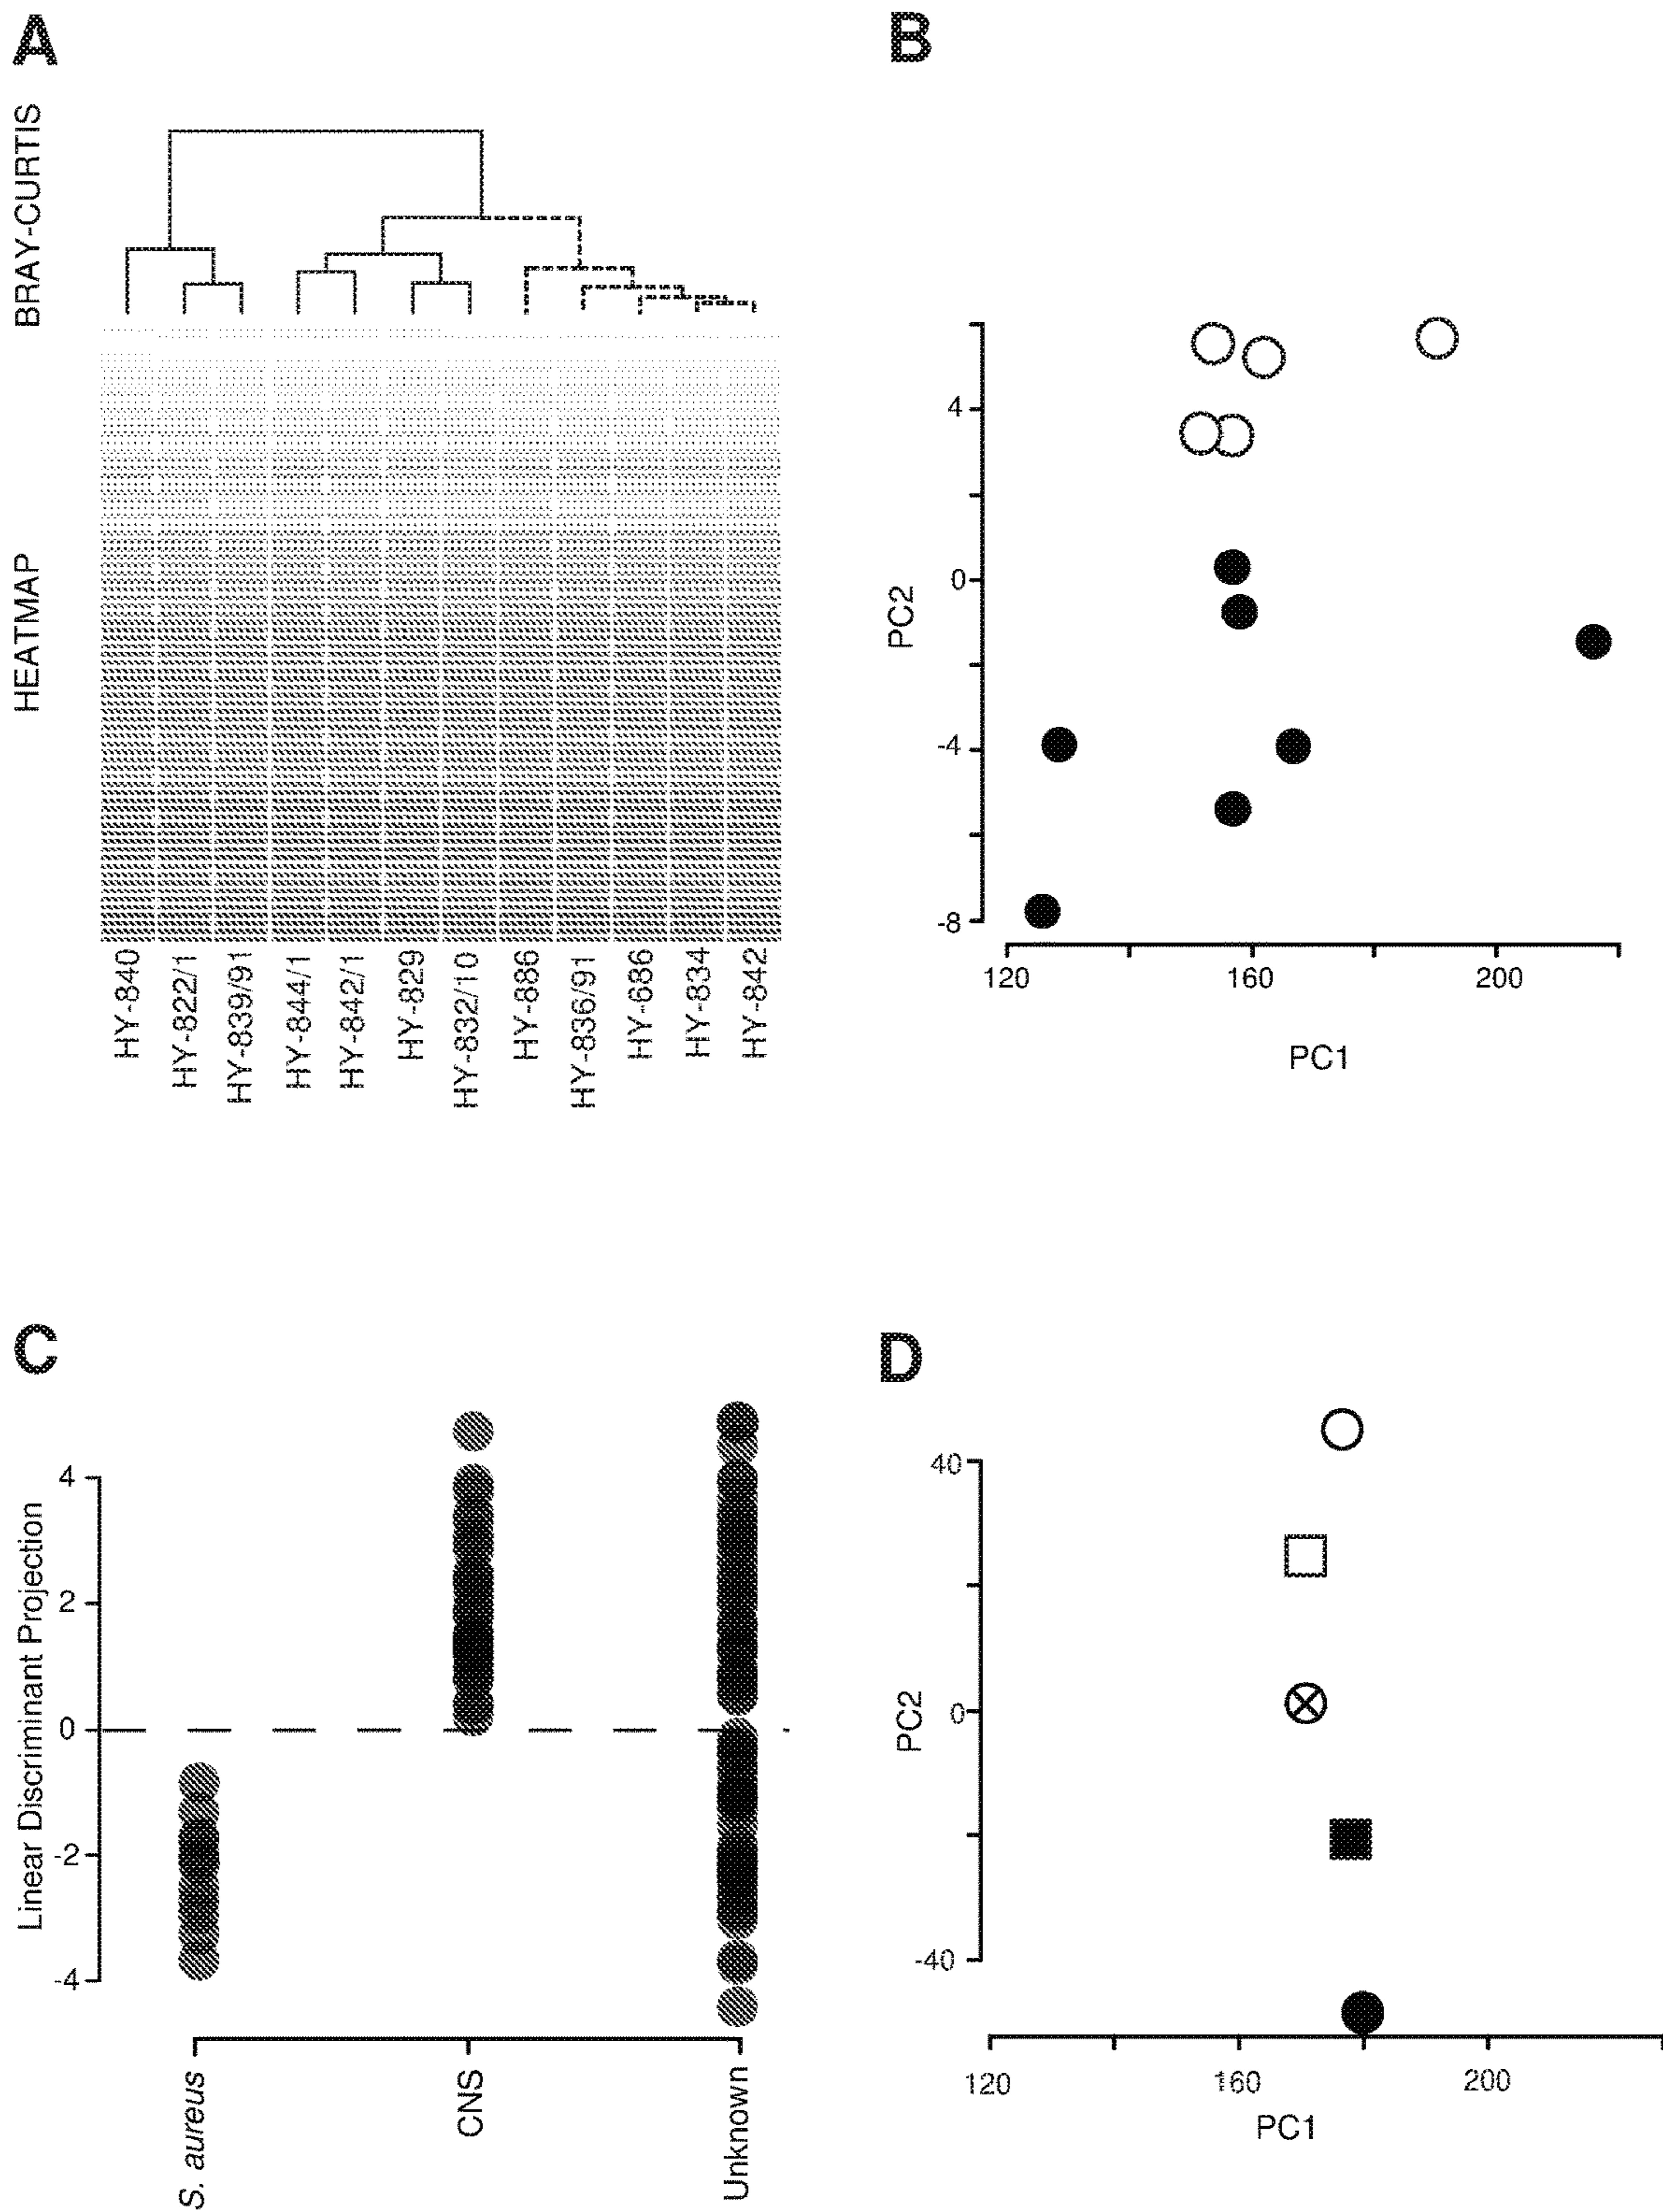 A
BRAY-CURTIS
HEATMAP
HY-840
HY-822/1
HY-839/91
HY-844/1
HY-842/1
HY-829
HY-832/10
HY-886
HY-836/91
HY-686
HY-834
HY-842
B
PC2
4
0
-4
-8
120
160
200
PC1
C
Linear Discriminant Projection
4
2
0
-2
-4
S. aureus
CNS
Unknown
D
PC2
40
0
-40
120
160
200
PC1